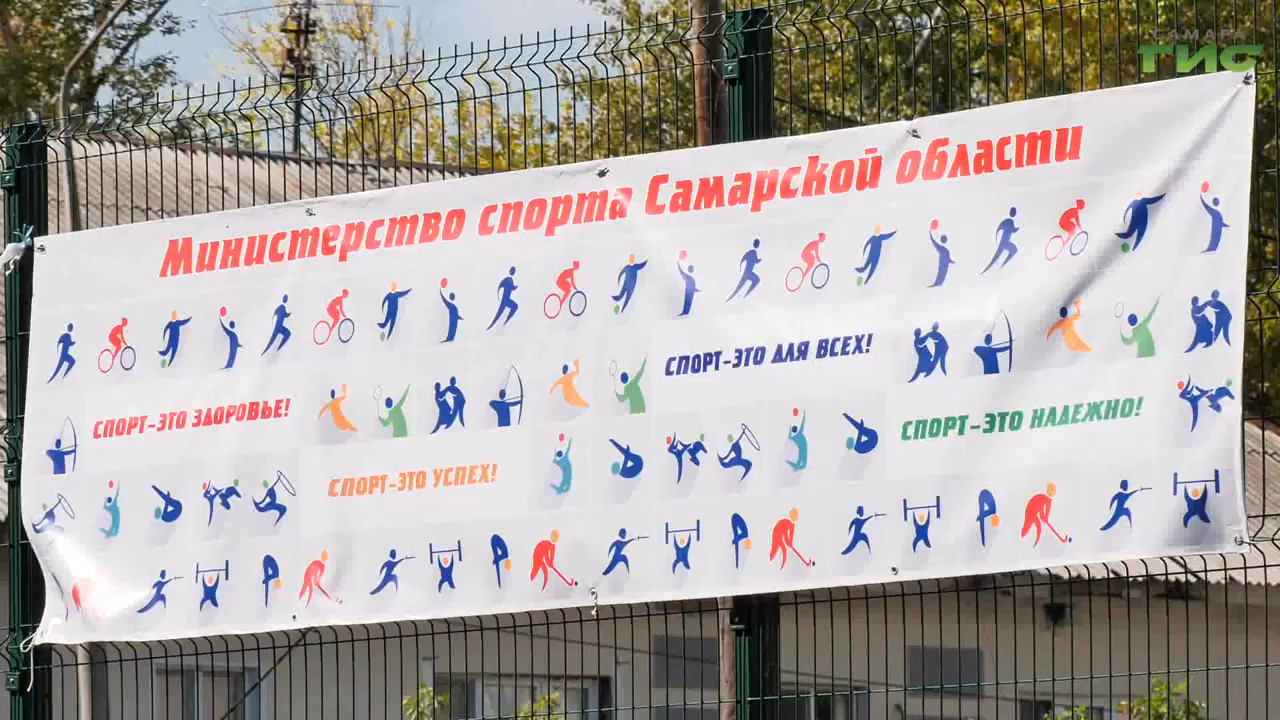 САМАРА
ГИС
Министерство спорта Самарской области
СПОРТ-ЭТО ДЛЯ ВСЕХ!
СПОРТ-ЭТО ЗДОРОВЬЕ!
СПОРТ-ЭТО НАДЕЖНО!
СПОРТ-ЭТО УСПЕХ!